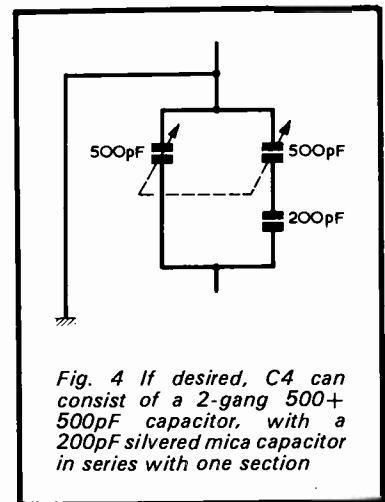 500pF
500pF
200pF
Fig. 4 If desired, C4 can
consist of a 2-gang 500+
500pF capacitor, with a
200pF silvered mica capacitor
in series with one section